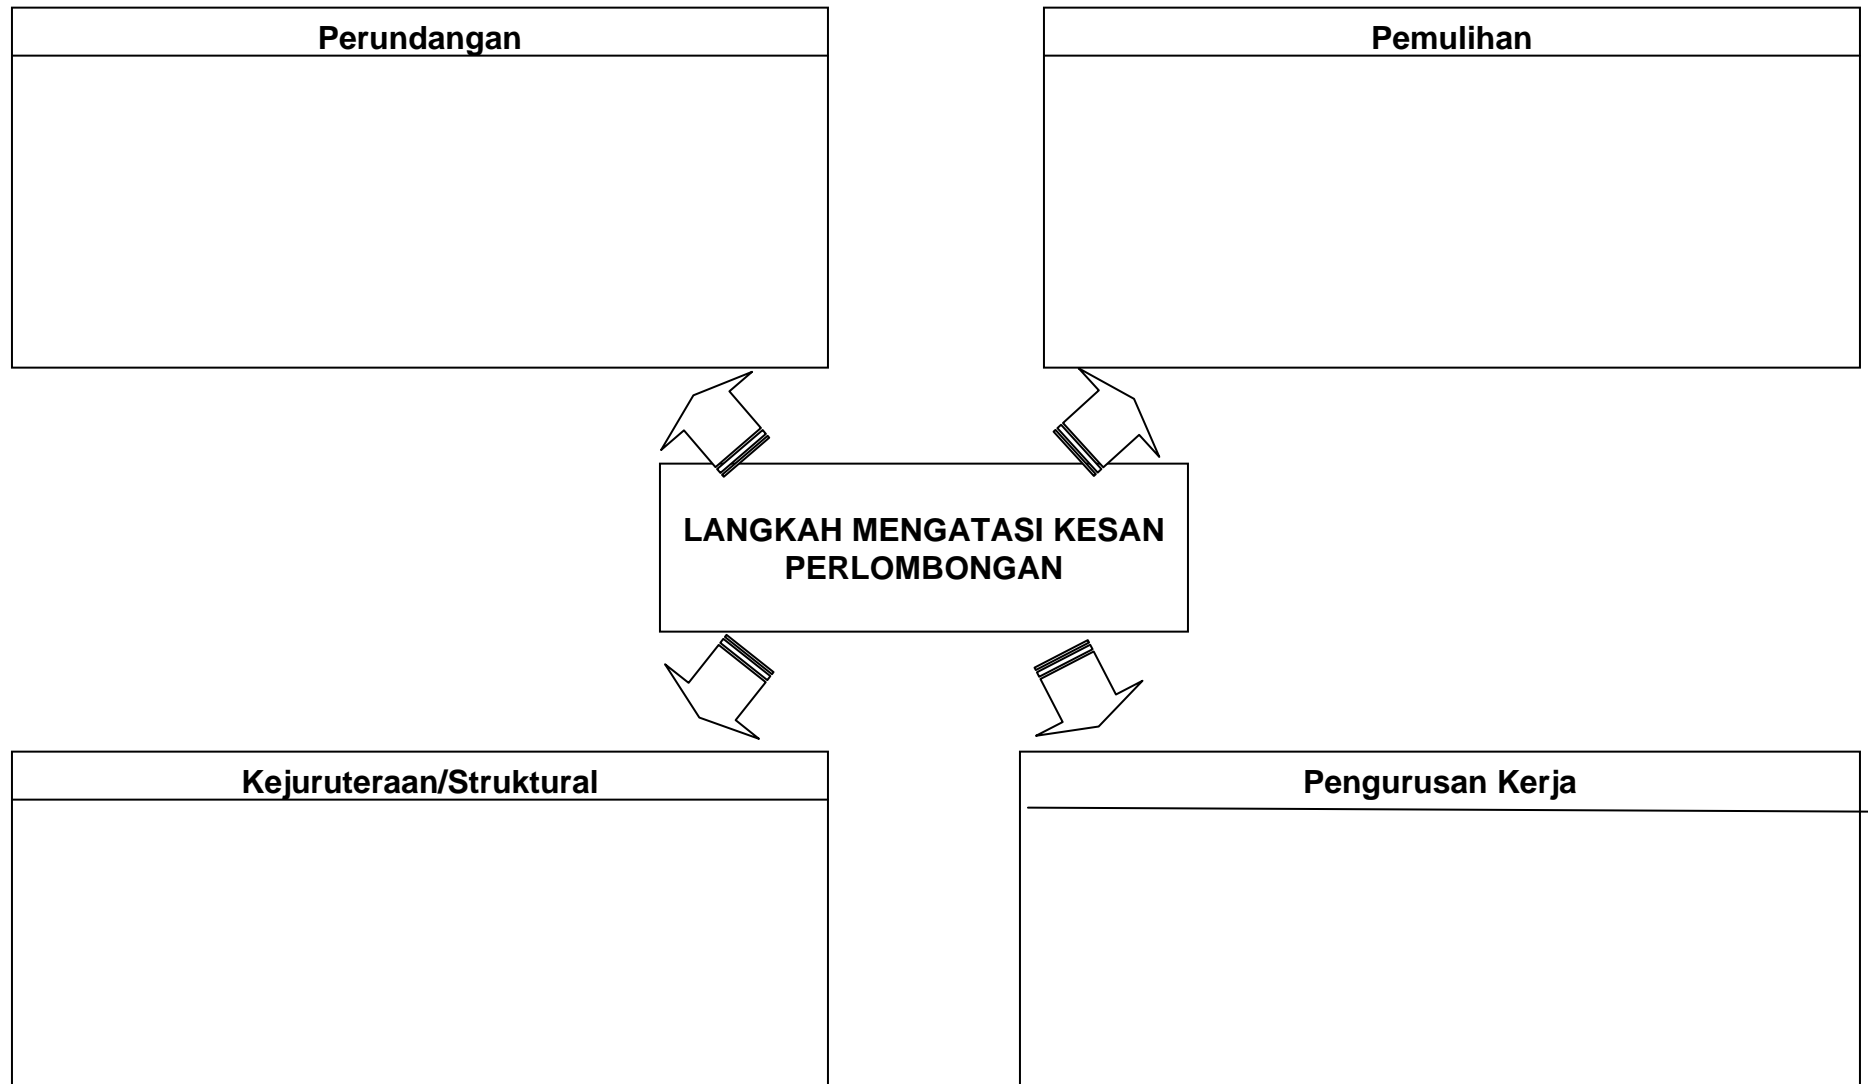 Perundangan
Pemulihan
LANGKAH MENGATASI KESAN
PERLOMBONGAN
Kejuruteraan/Struktural
Pengurusan Kerja